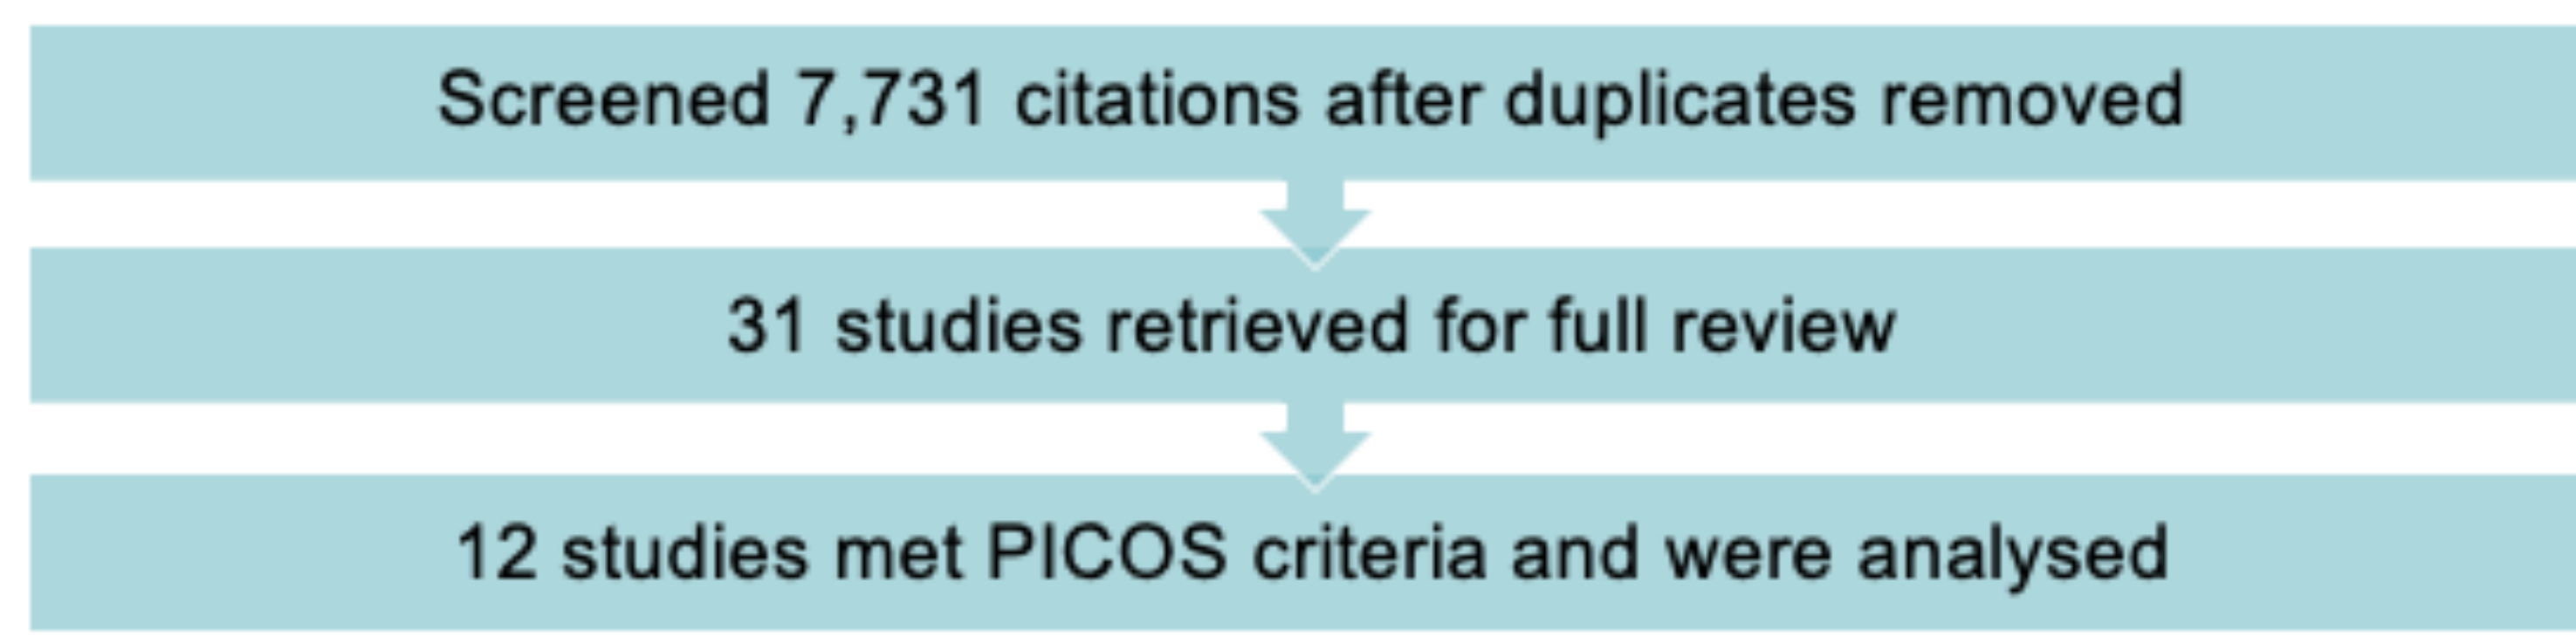 Screened 7,731 citations after duplicates removed
31 studies retrieved for full review
12 studies met PICOS criteria and were analysed